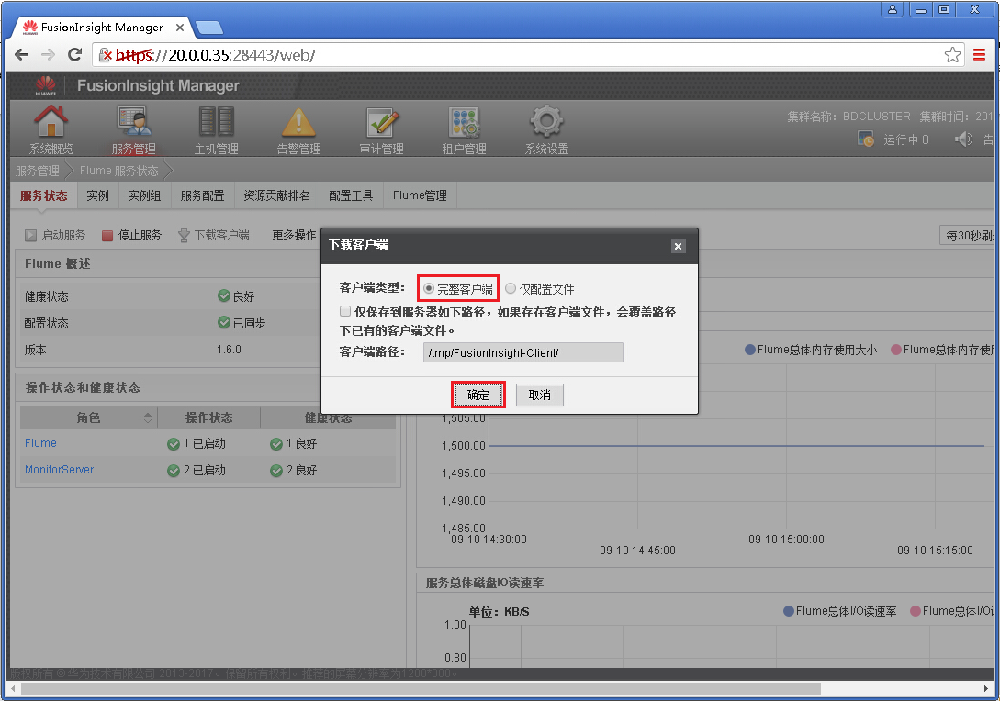 FusionInsight Manager
https://20.0.0.35:28443/web/
HUAWEI FusionInsight Manager
系统概览 服务管理 主机管理 告警管理 审计管理 租户管理 系统设置
集群名称：BDCLUSTER 集群时间：201
运行中 0 告
服务管理 Flume 服务状态
服务状态 实例 实例组 服务配置 资源贡献排名 配置工具 Flume管理
启动服务 停止服务 下载客户端 更多操作 每30秒刷
Flume 概述
健康状态 良好
配置状态 已同步
版本 1.6.0
下载客户端
客户端类型： 完整客户端 仅配置文件
仅保存到服务器如下路径，如果存在客户端文件，会覆盖路径
下已有的客户端文件。
客户端路径： /tmp/FusionInsight-Client/
确定 取消
Flume总体内存使用大小 Flume总体内存使
操作状态和健康状态
角色 操作状态 健康状态
Flume 1 已启动 1 良好
MonitorServer 2 已启动 2 良好
1,505.00
1,500.00
1,495.00
1,490.00
1,485.00
09-10 14:30:00 09-10 14:45:00 09-10 15:00:00 09-10 15:15:00
服务总体磁盘IO读速率
单位：KB/S
Flume总体I/O读速率 Flume总体I/O
1.00
0.80
版权所有 © 华为技术有限公司 2013-2017。保留所有权利。推荐的屏幕分辨率为1280*800。